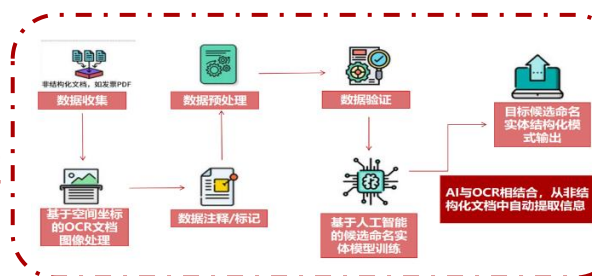 非结构化文档，如发票PDF
数据收集
数据预处理
数据验证
目标候选命名
实体结构化模
式输出
基于空间坐标
的OCR文档
图像处理
数据注释/标记
基于人工智能
的候选命名实
体模型训练
AI与OCR相结合，从非结
构化文档中自动提取信息